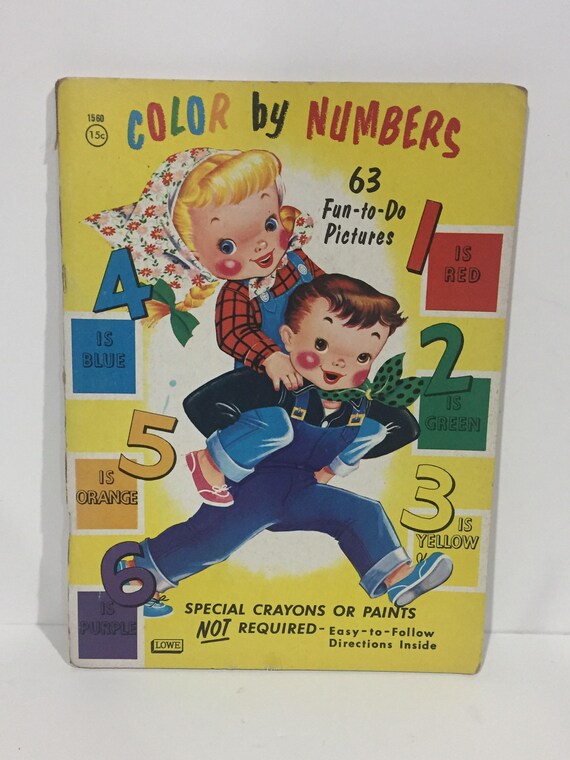 1560
15c
COLOR by NUMBERS
63
Fun-to-Do
Pictures
1
IS
RED
4
IS
BLUE
2
IS
GREEN
5
IS
ORANGE
3
IS
YELLOW
6
IS
PURPLE
SPECIAL CRAYONS OR PAINTS
NOT REQUIRED- Easy-to-Follow
Directions Inside
LOWE